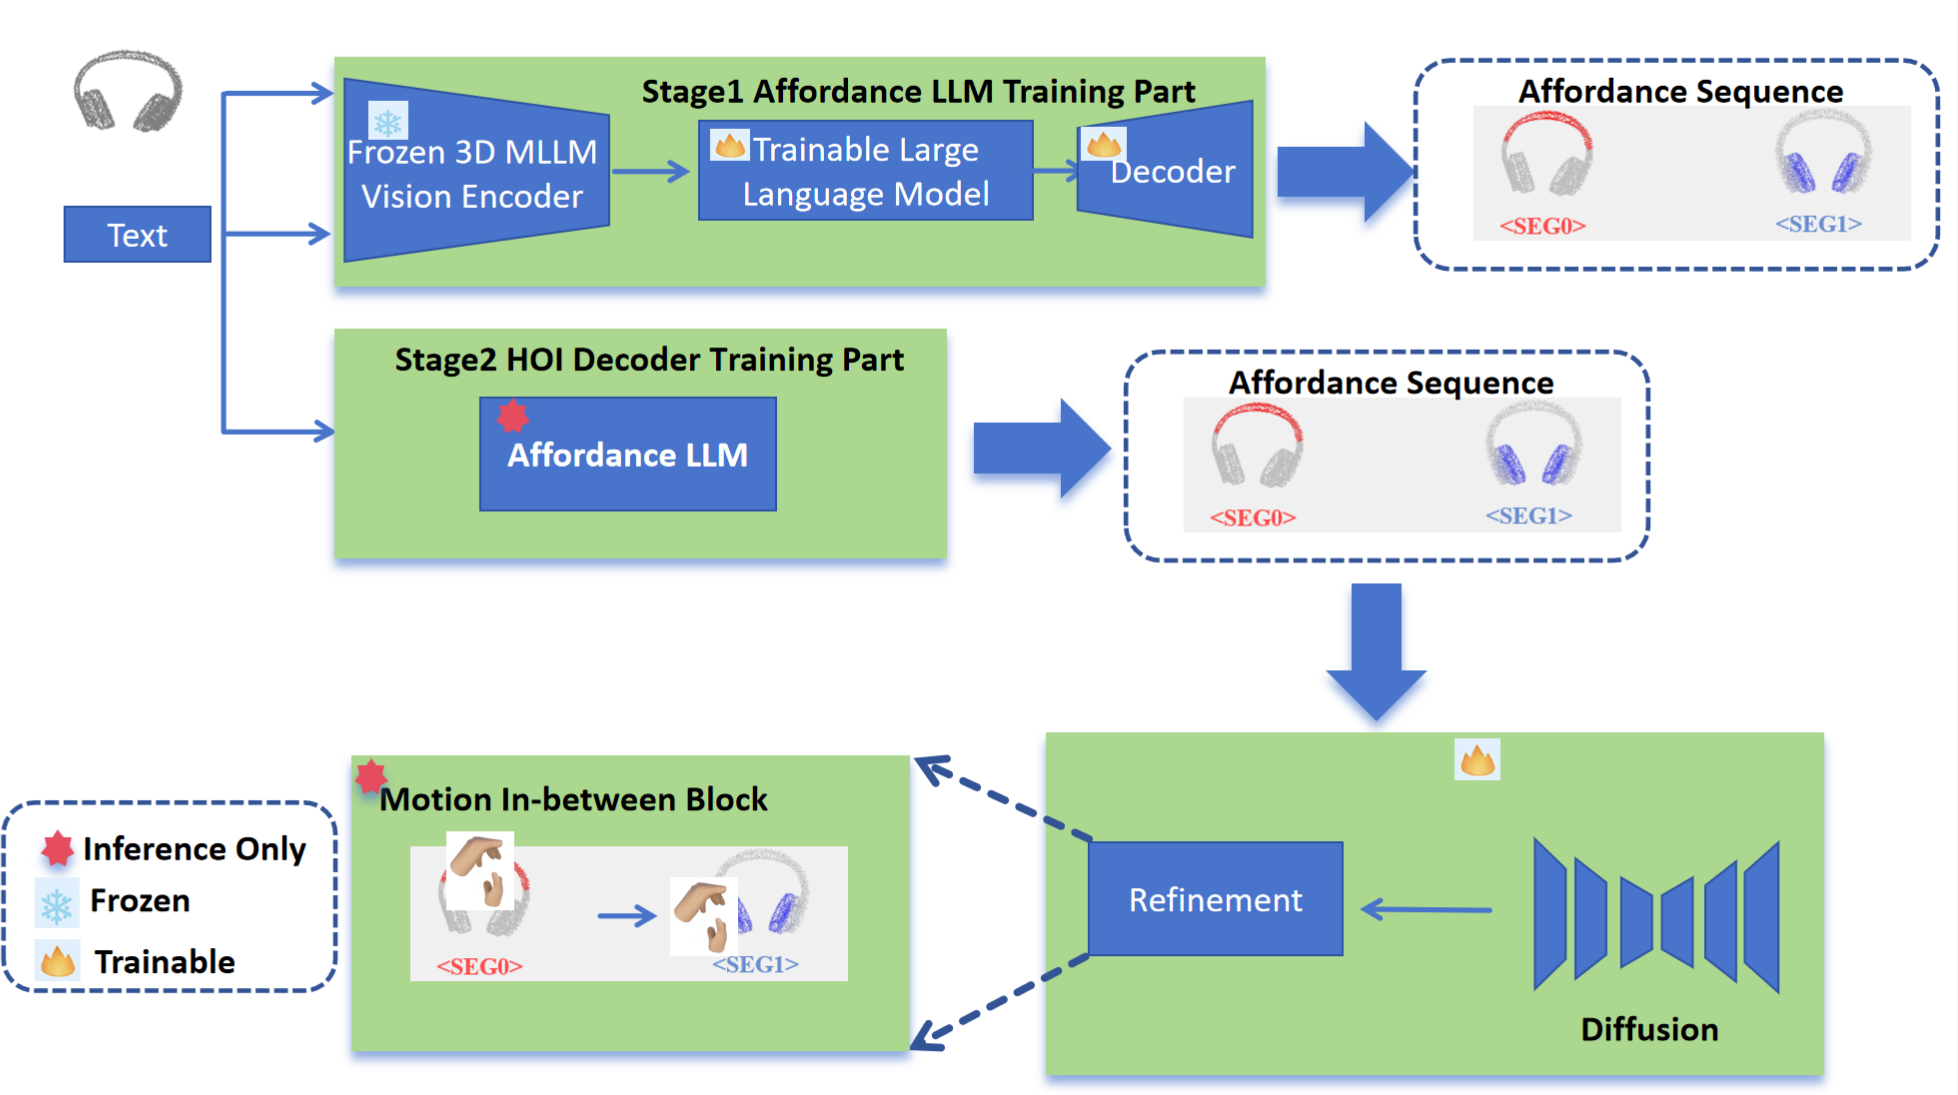 Stage1 Affordance LLM Training Part
Frozen 3D MLLM
Vision Encoder
Trainable Large
Language Model
Decoder
Text
Affordance Sequence
<SEG0>
<SEG1>
Stage2 HOI Decoder Training Part
Affordance LLM
Affordance Sequence
<SEG0>
<SEG1>
Motion In-between Block
<SEG0>
<SEG1>
Inference Only
Frozen
Trainable
Refinement
Diffusion